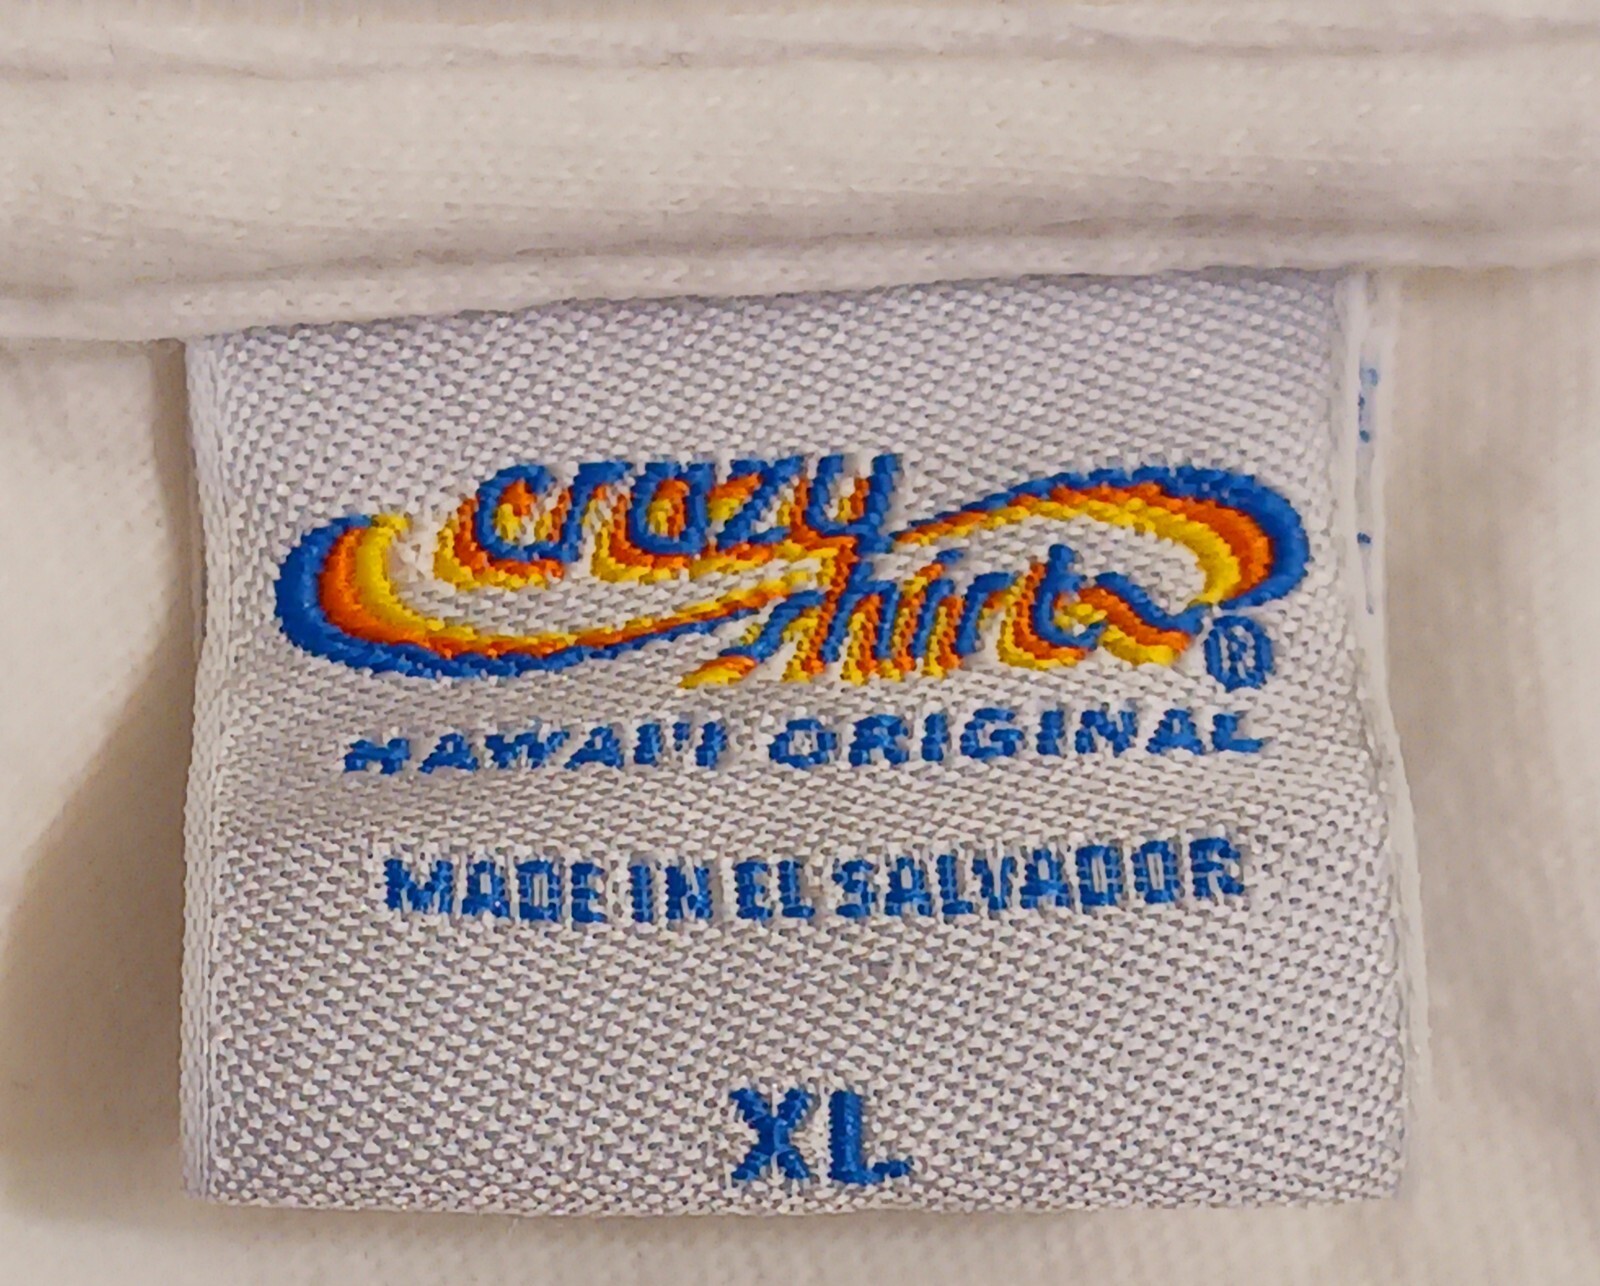 crazy
shirts®
HAWAI'I ORIGINAL
MADE IN EL SALVADOR
XL